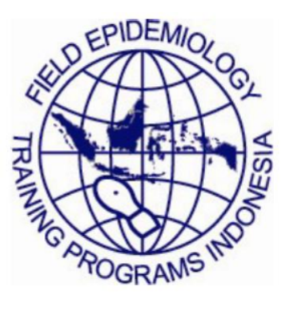 FIELD EPIDEMIOLOGY
TRAINING PROGRAMS INDONESIA